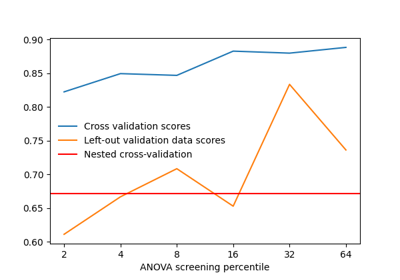 0.90
0.85
0.80
0.75
0.70
0.65
0.60
Cross validation scores
Left-out validation data scores
Nested cross-validation
2 4 8 16 32 64
ANOVA screening percentile